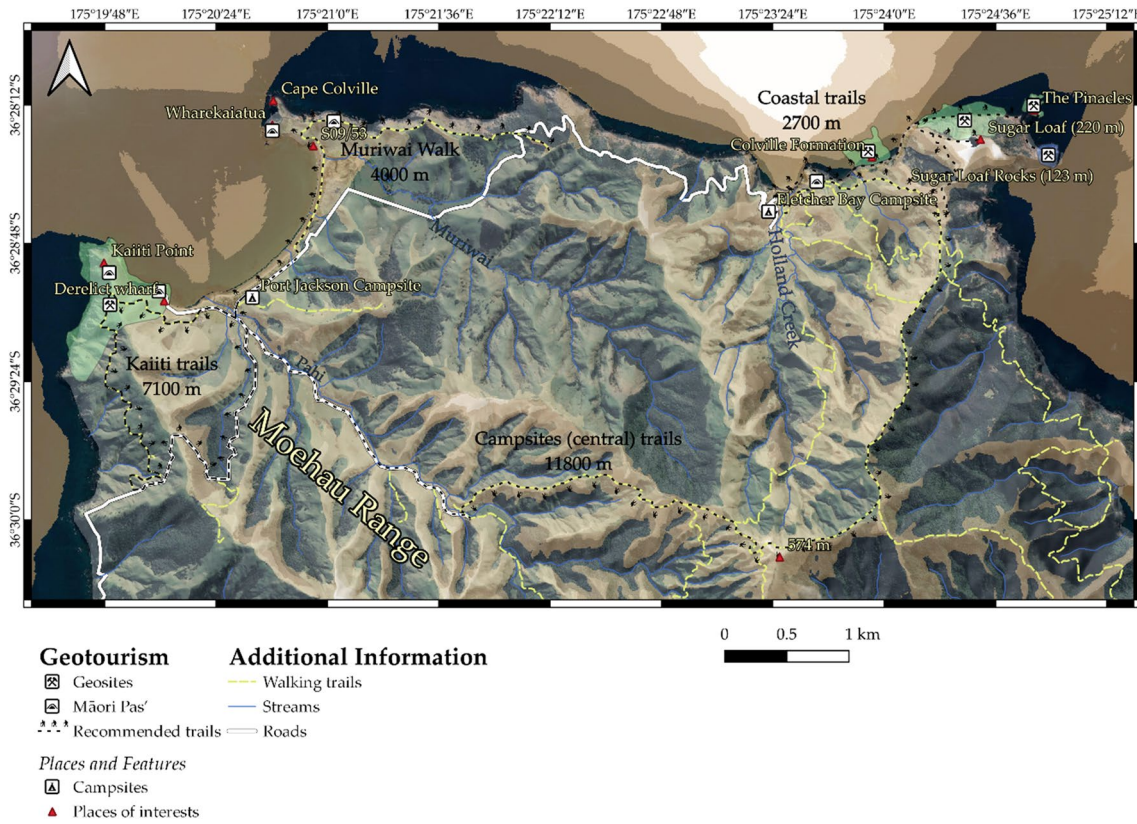 175°19′48″E 175°20′24″E 175°21′0″E 175°21′36″E 175°22′12″E 175°22′48″E 175°23′24″E 175°24′0″E 175°24′36″E 175°25′12″E
36°28′12″S
36°28′48″S
36°29′24″S
36°30′0″S
Cape Colville
Wharekaiatua
S09/53
Muriwai Walk
4000 m
Coastal trails
2700 m
The Pinacles
Colville Formation
Sugar Loaf (220 m)
Sugar Loaf Rocks (123 m)
Fletcher Bay Campsite
Muriwai
Holland Creek
Kaiiti Point
Derelict wharf
Port Jackson Campsite
Kaiiti trails
7100 m
Pahi
Moehau Range
Campsites (central) trails
11800 m
574 m
0 0.5 1 km
Geotourism
Geosites
Māori Pas'
Recommended trails
Places and Features
Campsites
Places of interests
Additional Information
Walking trails
Streams
Roads